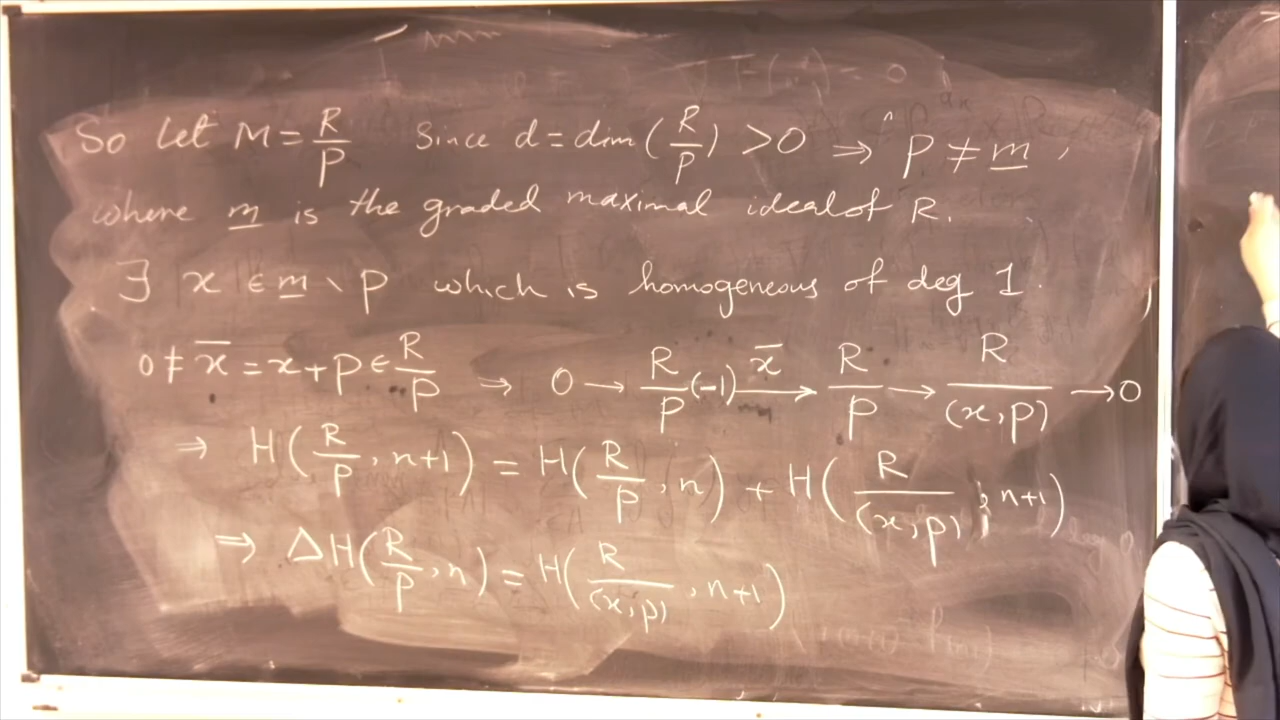 So let M = R/p Since d = dim(R/p) > 0 ⇒ p ≠ m,
where m is the graded maximal ideal of R.
∃ x ∈ m \ p which is homogeneous of deg 1.
0 ≠ x̄ = x + p ∈ R/p ⇒ 0 → R/p(-1) —x̄→ R/p → R/(x,p) → 0
⇒ H(R/p, n+1) = H(R/p, n) + H(R/(x,p), n+1)
⇒ ΔH(R/p, n) = H(R/(x,p), n+1)